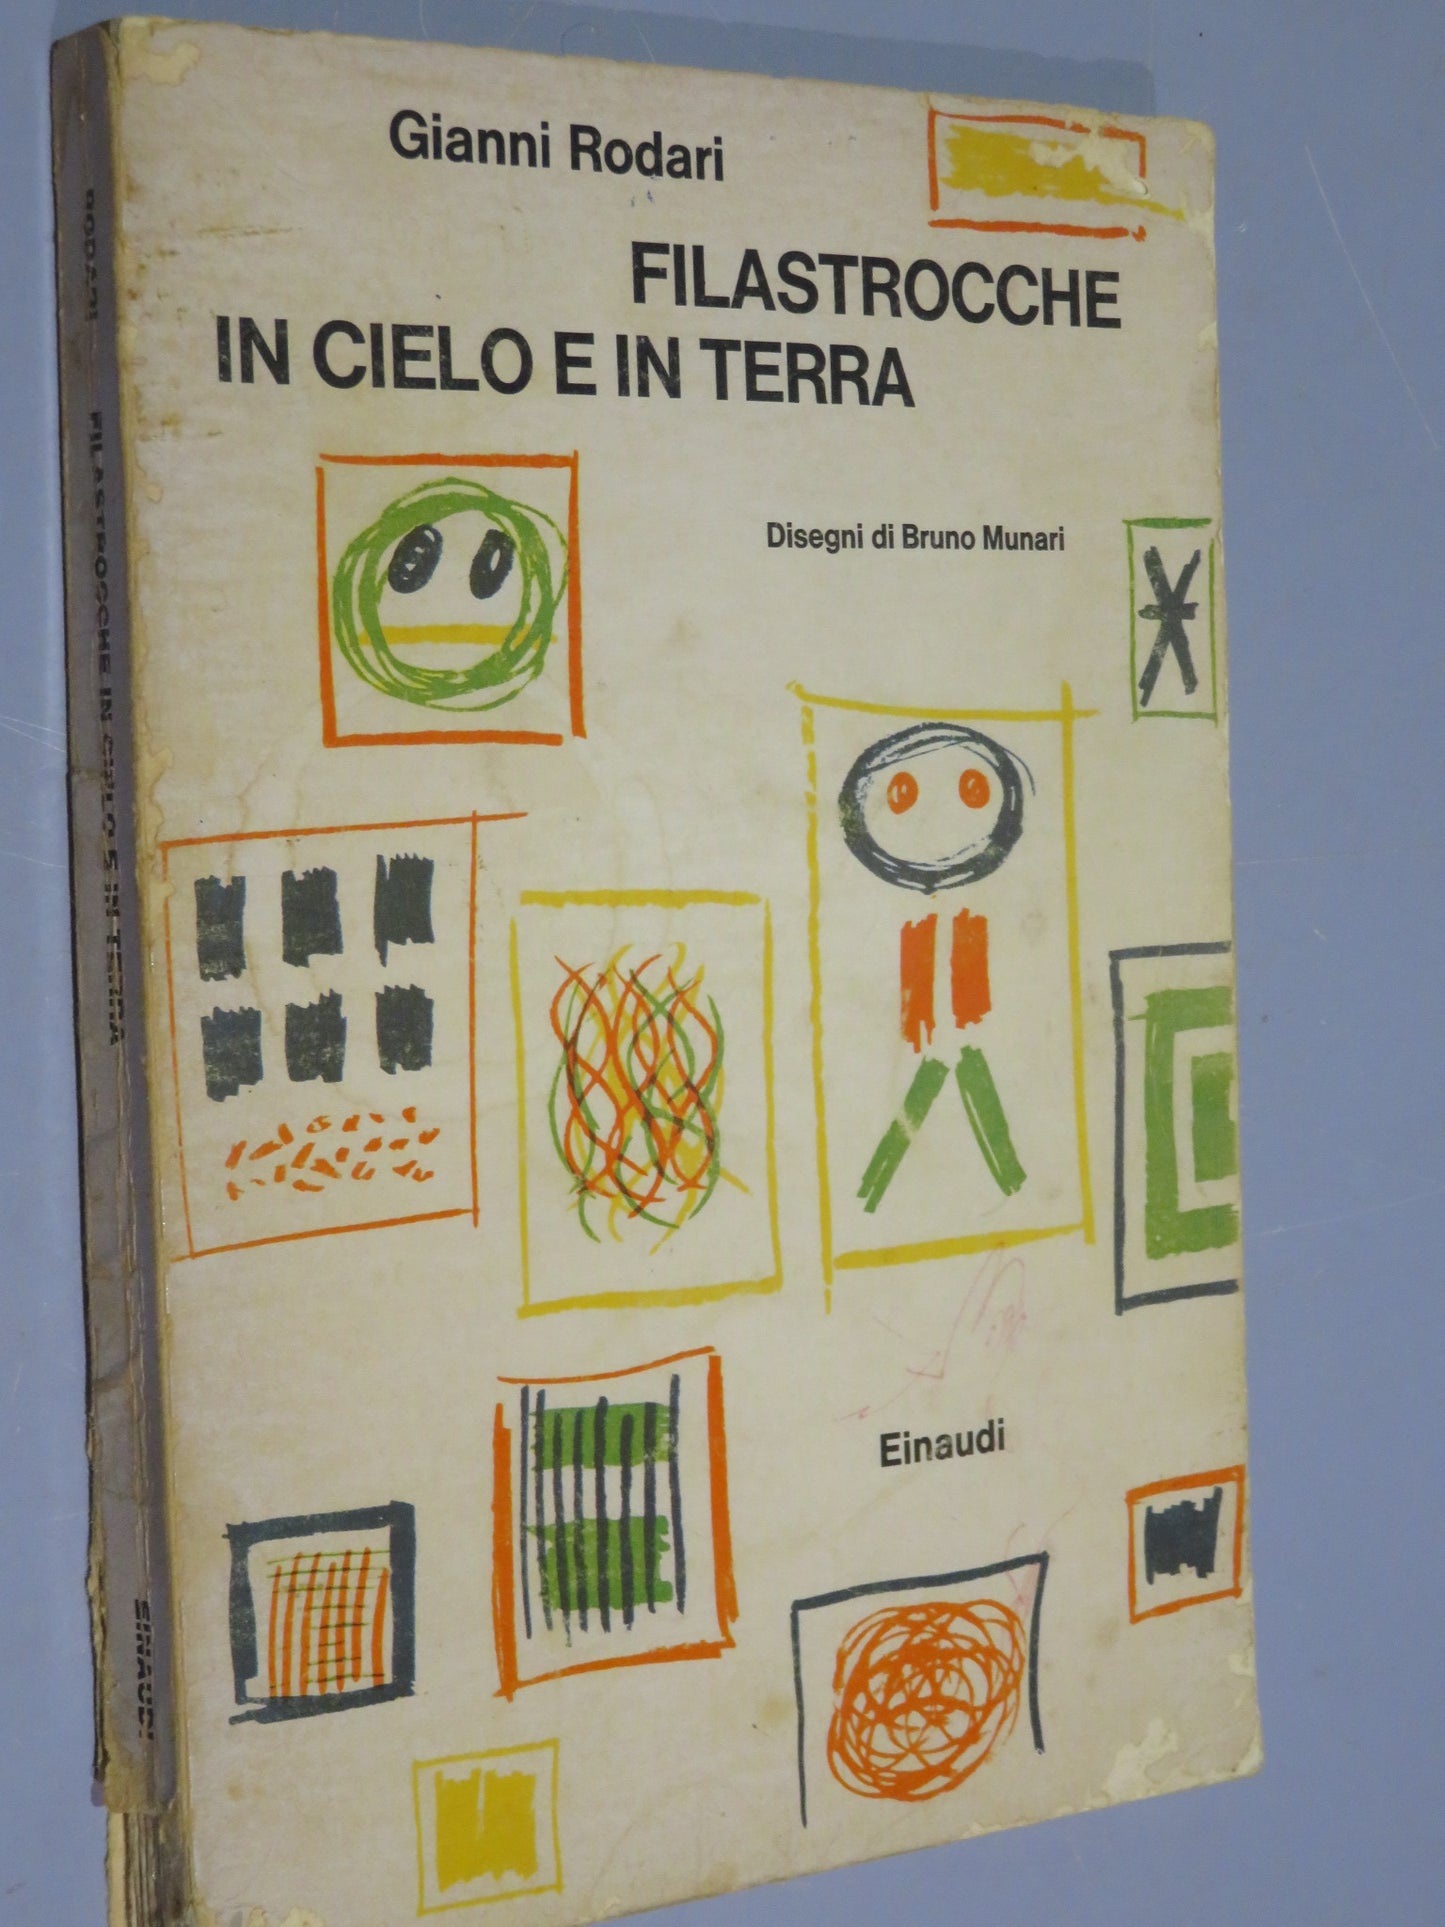 Gianni Rodari
FILASTROCCHE
IN CIELO E IN TERRA
Disegni di Bruno Munari
Einaudi
RODARI FILASTROCCHE IN CIELO E IN TERRA EINAUDI